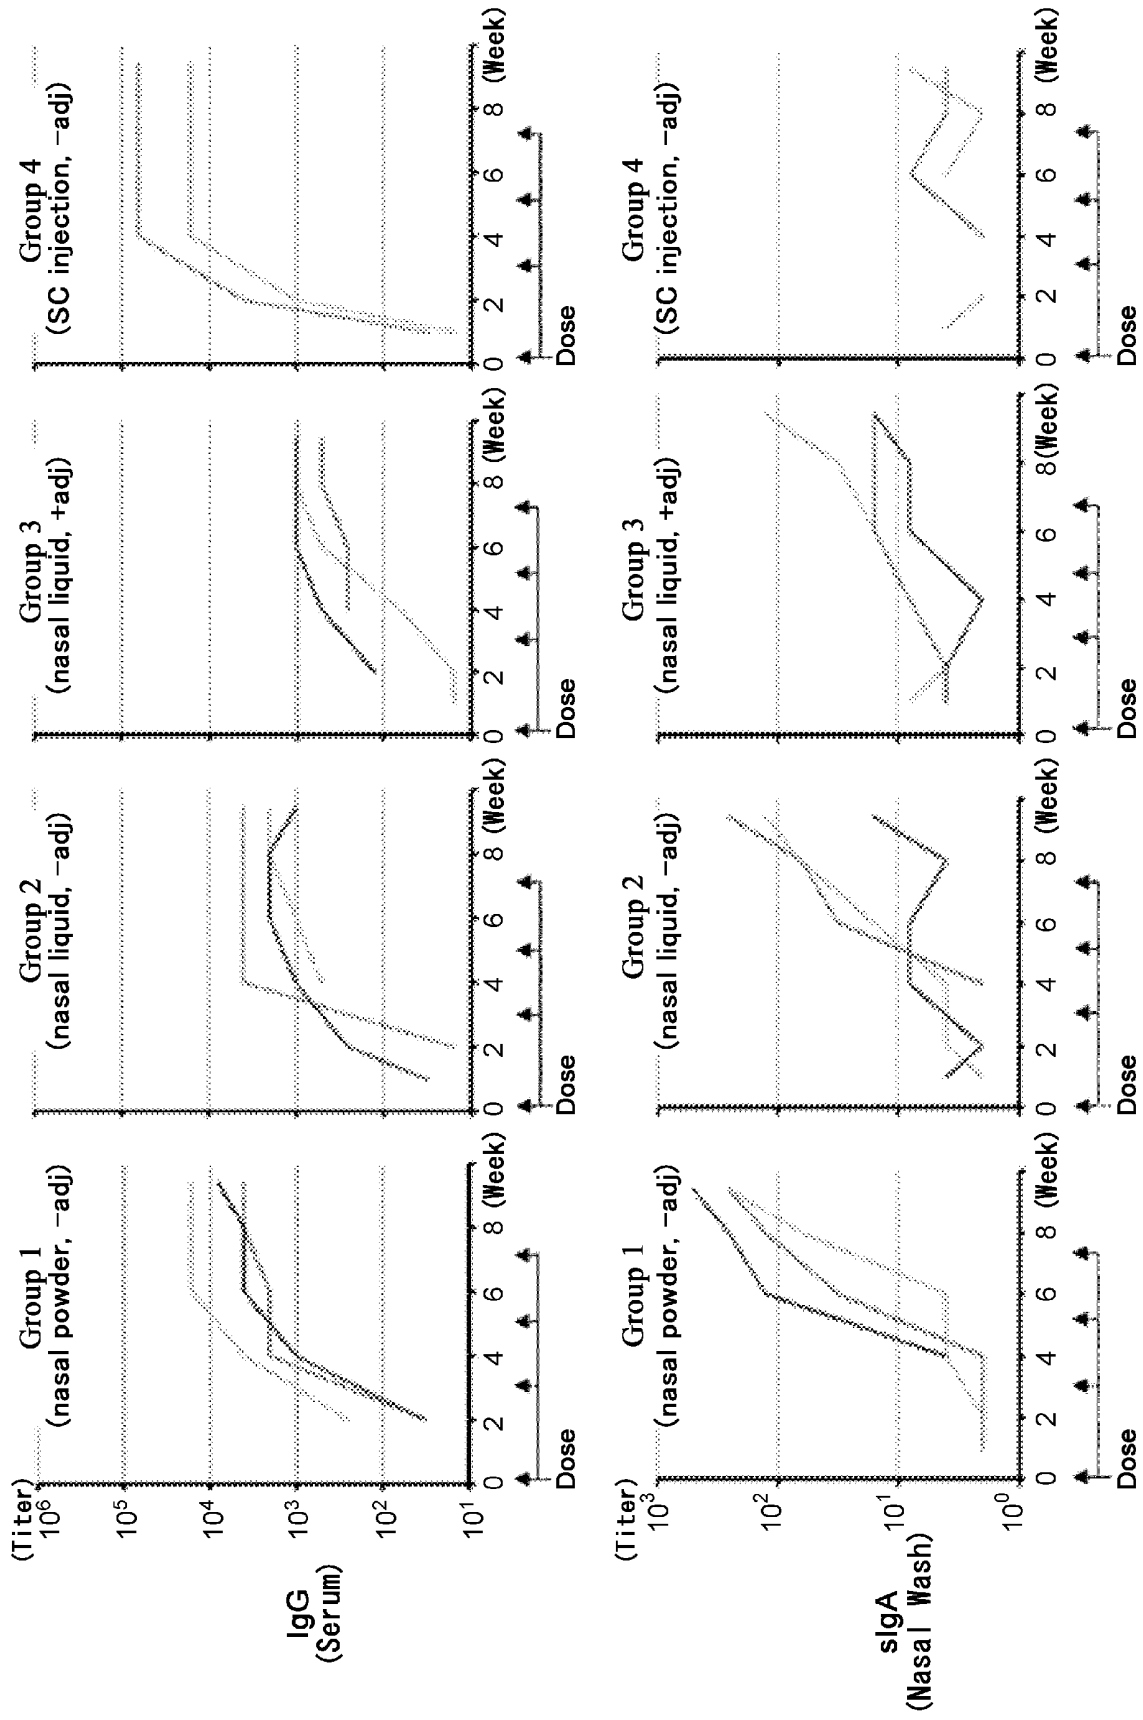 IgG
(Serum)
(Titer)
10^6
10^5
10^4
10^3
10^2
10^1
Group 1
(nasal powder, −adj)
0 2 4 6 8 (Week)
Dose
Group 2
(nasal liquid, −adj)
0 2 4 6 8 (Week)
Dose
Group 3
(nasal liquid, +adj)
0 2 4 6 8 (Week)
Dose
Group 4
(SC injection, −adj)
0 2 4 6 8 (Week)
Dose
sIgA
(Nasal Wash)
(Titer)
10^3
10^2
10^1
10^0
Group 1
(nasal powder, −adj)
0 2 4 6 8 (Week)
Dose
Group 2
(nasal liquid, −adj)
0 2 4 6 8 (Week)
Dose
Group 3
(nasal liquid, +adj)
0 2 4 6 8(Week)
Dose
Group 4
(SC injection, −adj)
0 2 4 6 8 (Week)
Dose